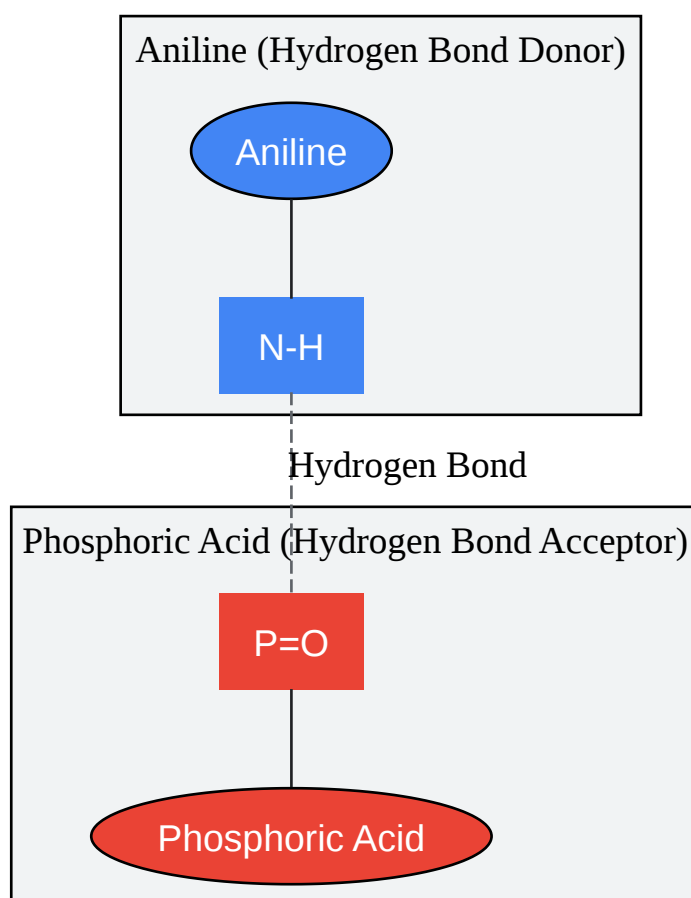 Aniline (Hydrogen Bond Donor)
Aniline
N-H
Hydrogen Bond
Phosphoric Acid (Hydrogen Bond Acceptor)
P=O
Phosphoric Acid